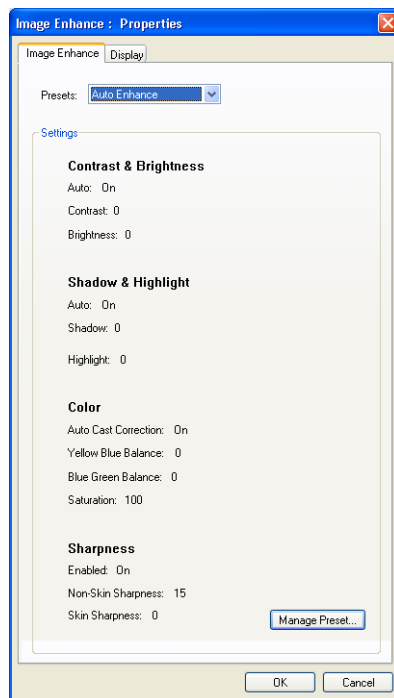 Image Enhance : Properties
Image Enhance
Display
Presets:
Auto Enhance
Settings
Contrast & Brightness
Auto: On
Contrast: 0
Brightness: 0
Shadow & Highlight
Auto: On
Shadow: 0
Highlight: 0
Color
Auto Cast Correction: On
Yellow Blue Balance: 0
Blue Green Balance: 0
Saturation: 100
Sharpness
Enabled: On
Non-Skin Sharpness: 15
Skin Sharpness: 0
Manage Preset...
OK
Cancel